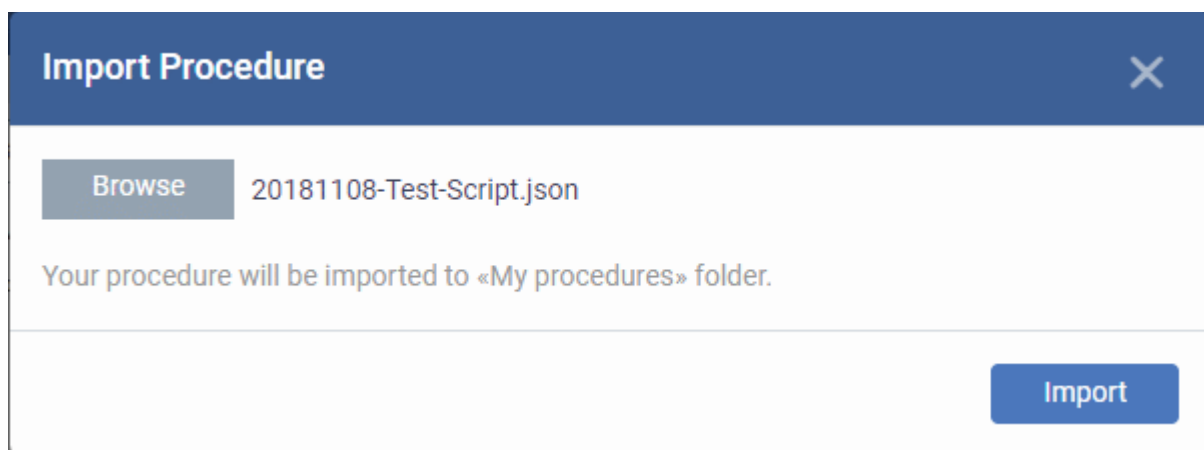 Import Procedure
Browse 20181108-Test-Script.json
Your procedure will be imported to «My procedures» folder.
Import